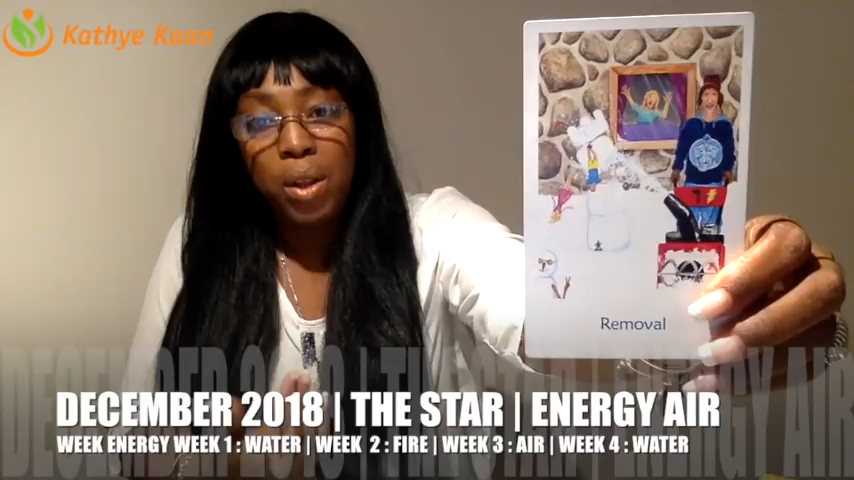 Kathye Koan
Removal
DECEMBER 2018 | THE STAR | ENERGY AIR
WEEK ENERGY WEEK 1 : WATER | WEEK 2 : FIRE | WEEK 3 : AIR | WEEK 4 : WATER